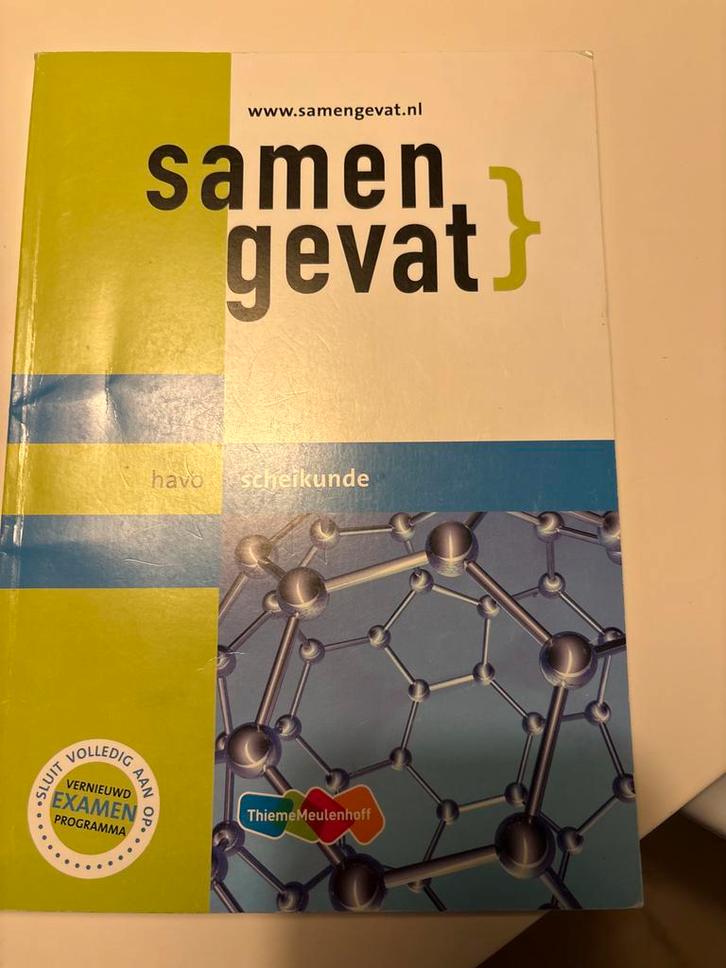 www.samengevat.nl
samen
gevat}
havo scheikunde
SLUIT VOLLEDIG AAN OP
VERNIEUWD
EXAMEN
PROGRAMMA
ThiemeMeulenhoff